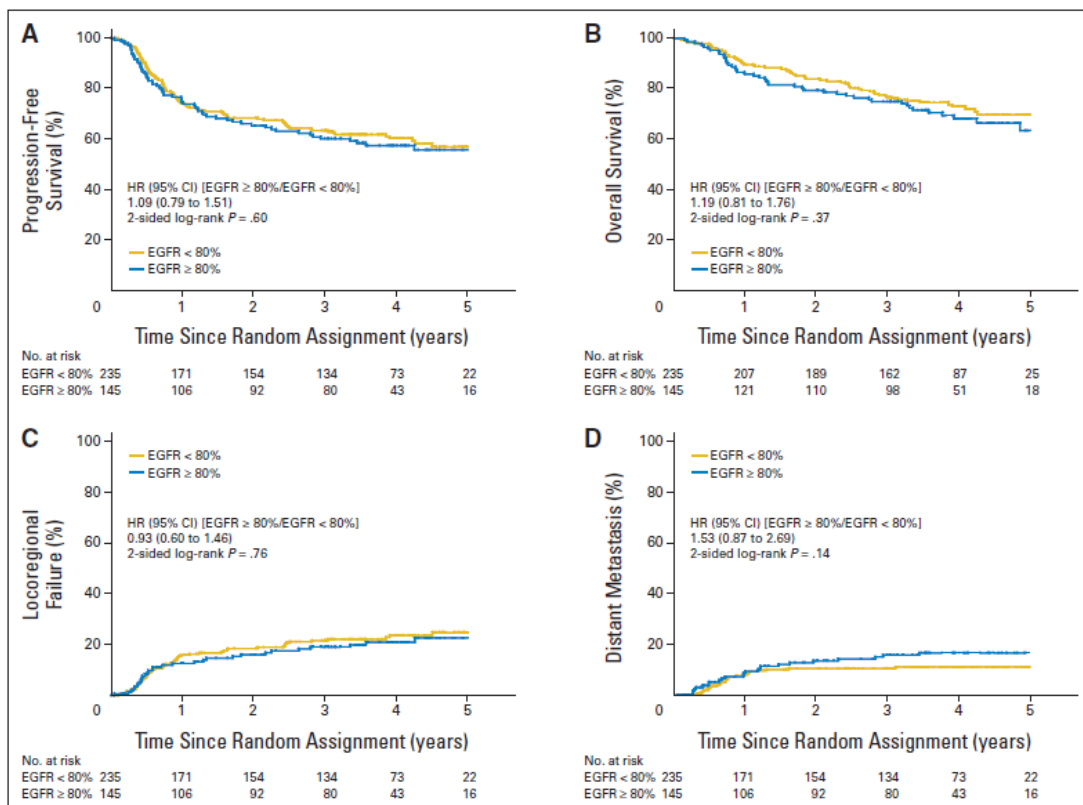 A
Progression-Free
Survival (%)
100
80
60
40
20
0
HR (95% CI) [EGFR ≥ 80%/EGFR < 80%]
1.09 (0.79 to 1.51)
2-sided log-rank P = .60
EGFR < 80%
EGFR ≥ 80%
1 2 3 4 5
Time Since Random Assignment (years)
No. at risk
EGFR < 80% 235 171 154 134 73 22
EGFR ≥ 80% 145 106 92 80 43 16
B
Overall Survival (%)
100
80
60
40
20
0
HR (95% CI) [EGFR ≥ 80%/EGFR < 80%]
1.19 (0.81 to 1.76)
2-sided log-rank P = .37
EGFR < 80%
EGFR ≥ 80%
1 2 3 4 5
Time Since Random Assignment (years)
No. at risk
EGFR < 80% 235 207 189 162 87 25
EGFR ≥ 80% 145 121 110 98 51 18
C
Locoregional
Failure (%)
100
80
60
40
20
0
EGFR < 80%
EGFR ≥ 80%
HR (95% CI) [EGFR ≥ 80%/EGFR < 80%]
0.93 (0.60 to 1.46)
2-sided log-rank P = .76
1 2 3 4 5
Time Since Random Assignment (years)
No. at risk
EGFR < 80% 235 171 154 134 73 22
EGFR ≥ 80% 145 106 92 80 43 16
D
Distant Metastasis (%)
100
80
60
40
20
0
EGFR < 80%
EGFR ≥ 80%
HR (95% CI) [EGFR ≥ 80%/EGFR < 80%]
1.53 (0.87 to 2.69)
2-sided log-rank P = .14
1 2 3 4 5
Time Since Random Assignment (years)
No. at risk
EGFR < 80% 235 171 154 134 73 22
EGFR ≥ 80% 145 106 92 80 43 16